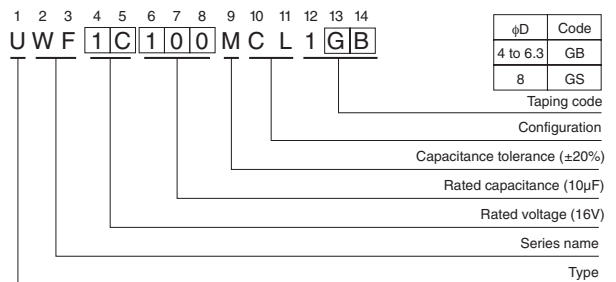 1 2 3 4 5 6 7 8 9 10 11 12 13 14
U W F 1 C 1 0 0 M C L 1 G B
φD Code
4 to 6.3 GB
8 GS
Taping code
Configuration
Capacitance tolerance (±20%)
Rated capacitance (10µF)
Rated voltage (16V)
Series name
Type